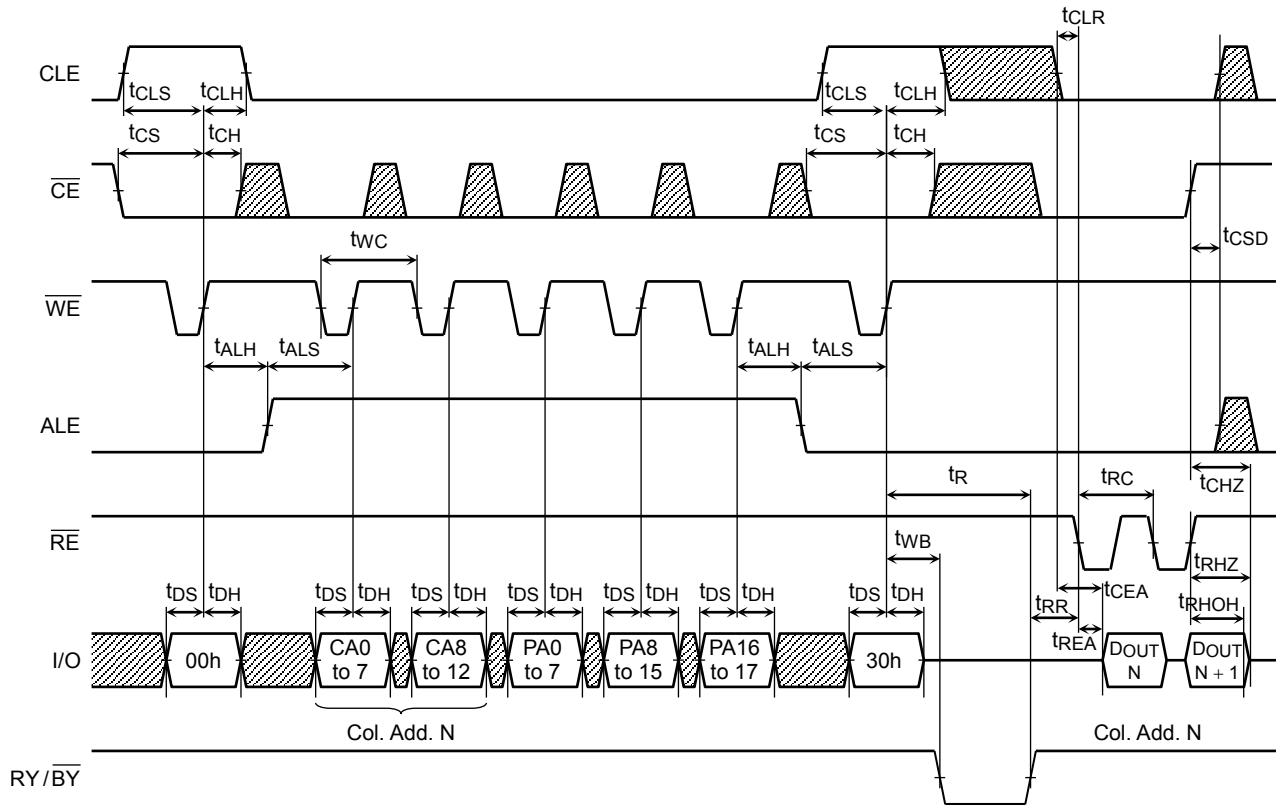 tCLR
CLE
tCLS tCLH tCLS tCLH
tCS tCH tCS tCH
CE
tWC tCSD
WE
tALH tALS tALH tALS
ALE
tR tRC tCHZ
RE
tWB tRHZ
tDS tDH tDS tDH tDS tDH tDS tDH tDS tDH tDS tDH tDS tDH tRR tCEA tRHOH
tREA
I/O 00h CA0 to 7 CA8 to 12 PA0 to 7 PA8 to 15 PA16 to 17 30h DOUT N DOUT N + 1
Col. Add. N Col. Add. N
RY/BY